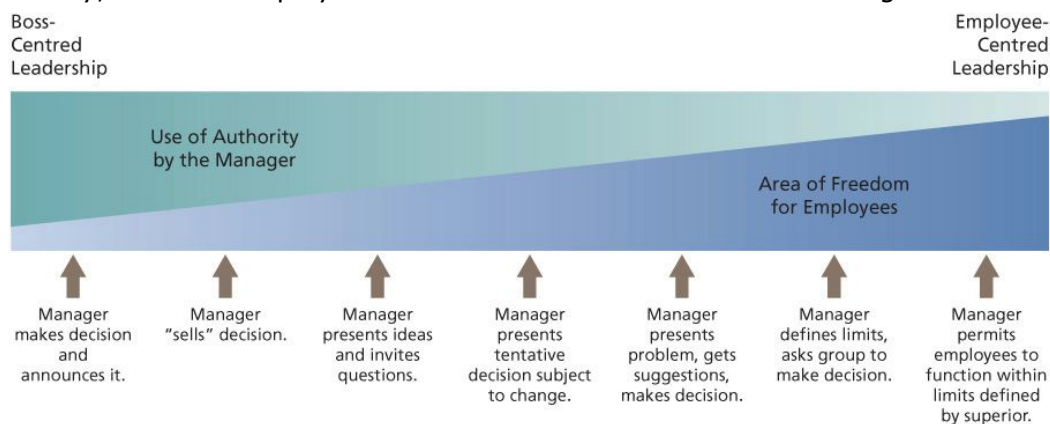 Boss-
Centred
Leadership
Employee-
Centred
Leadership
Use of Authority
by the Manager
Area of Freedom
for Employees
Manager
makes decision
and
announces it.
Manager
”sells” decision.
Manager
presents ideas
and invites
questions.
Manager
presents
tentative
decision subject
to change.
Manager
presents
problem, gets
suggestions,
makes decision.
Manager
defines limits,
asks group to
make decision.
Manager
permits
employees to
function within
limits defined
by superior.